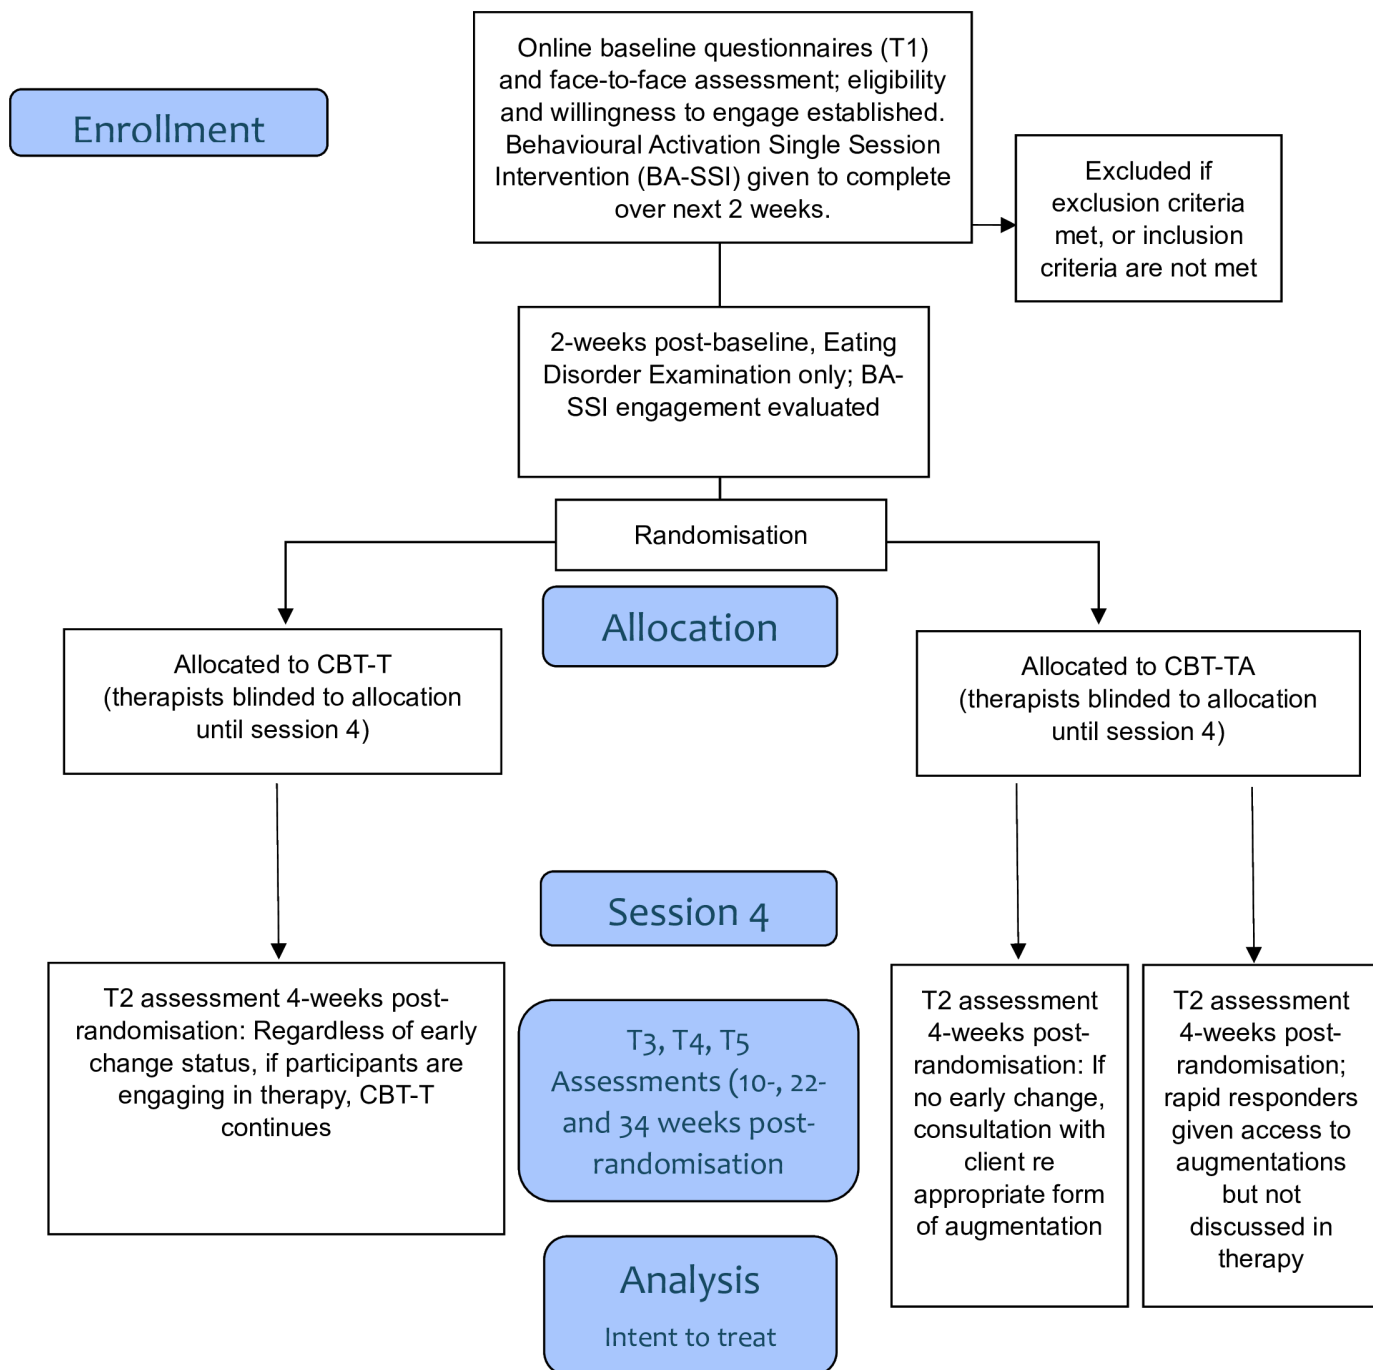 Online baseline questionnaires (T1)
and face-to-face assessment; eligibility
and willingness to engage established.
Behavioural Activation Single Session
Intervention (BA-SSI) given to complete
over next 2 weeks.
Enrollment
Excluded if
exclusion criteria
met, or inclusion
criteria are not met
2-weeks post-baseline, Eating
Disorder Examination only; BA-
SSI engagement evaluated
Randomisation
Allocation
Allocated to CBT-T
(therapists blinded to allocation
until session 4)
Allocated to CBT-TA
(therapists blinded to allocation
until session 4)
Session 4
T2 assessment 4-weeks post-
randomisation: Regardless of early
change status, if participants are
engaging in therapy, CBT-T
continues
T3, T4, T5
Assessments (10-, 22-
and 34 weeks post-
randomisation
T2 assessment
4-weeks post-
randomisation: If
no early change,
consultation with
client re
appropriate form
of augmentation
T2 assessment
4-weeks post-
randomisation;
rapid responders
given access to
augmentations
but not
discussed in
therapy
Analysis
Intent to treat